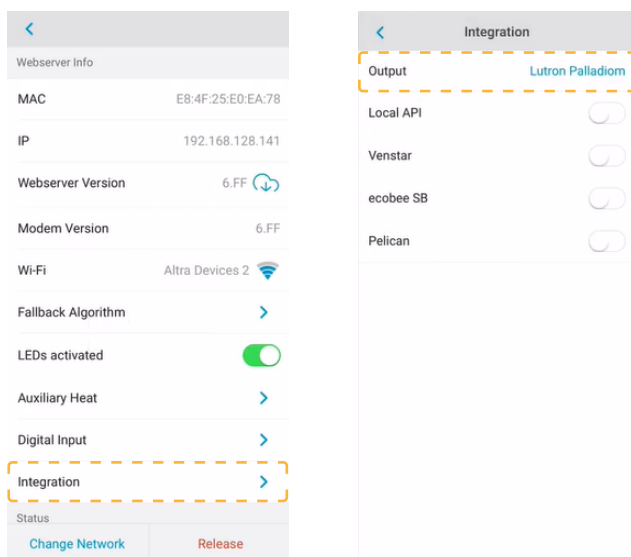 Webserver Info
MAC E8:4F:25:E0:EA:78
IP 192.168.128.141
Webserver Version 6.FF
Modem Version 6.FF
Wi-Fi Altra Devices 2
Fallback Algorithm
LEDs activated
Auxiliary Heat
Digital Input
Integration
Status
Change Network Release
Integration
Output Lutron Palladiom
Local API
Venstar
ecobee SB
Pelican